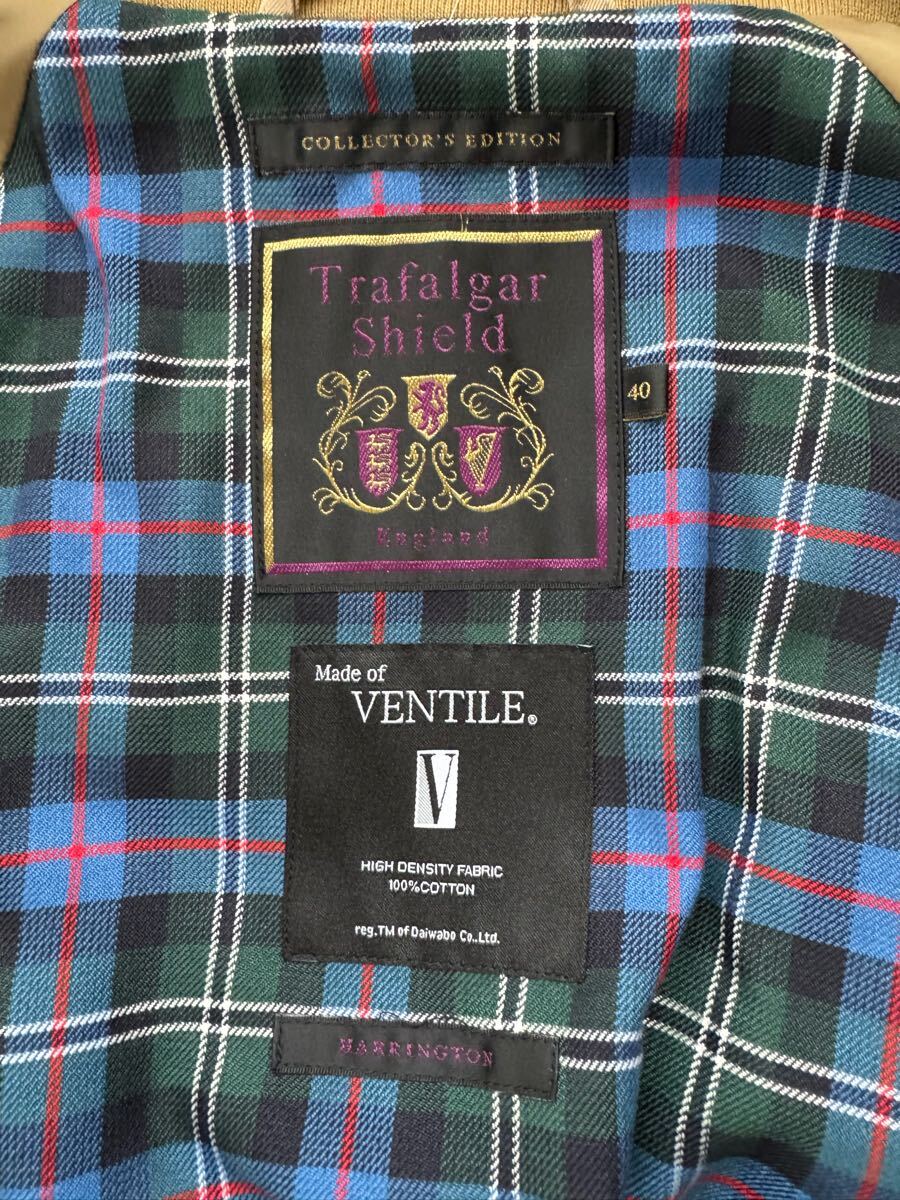 COLLECTOR'S EDITION
Trafalgar
Shield
40
England
Made of
VENTILE®
V
HIGH DENSITY FABRIC
100%COTTON
reg.TM of Daiwabo Co.,Ltd.
HARRINGTON